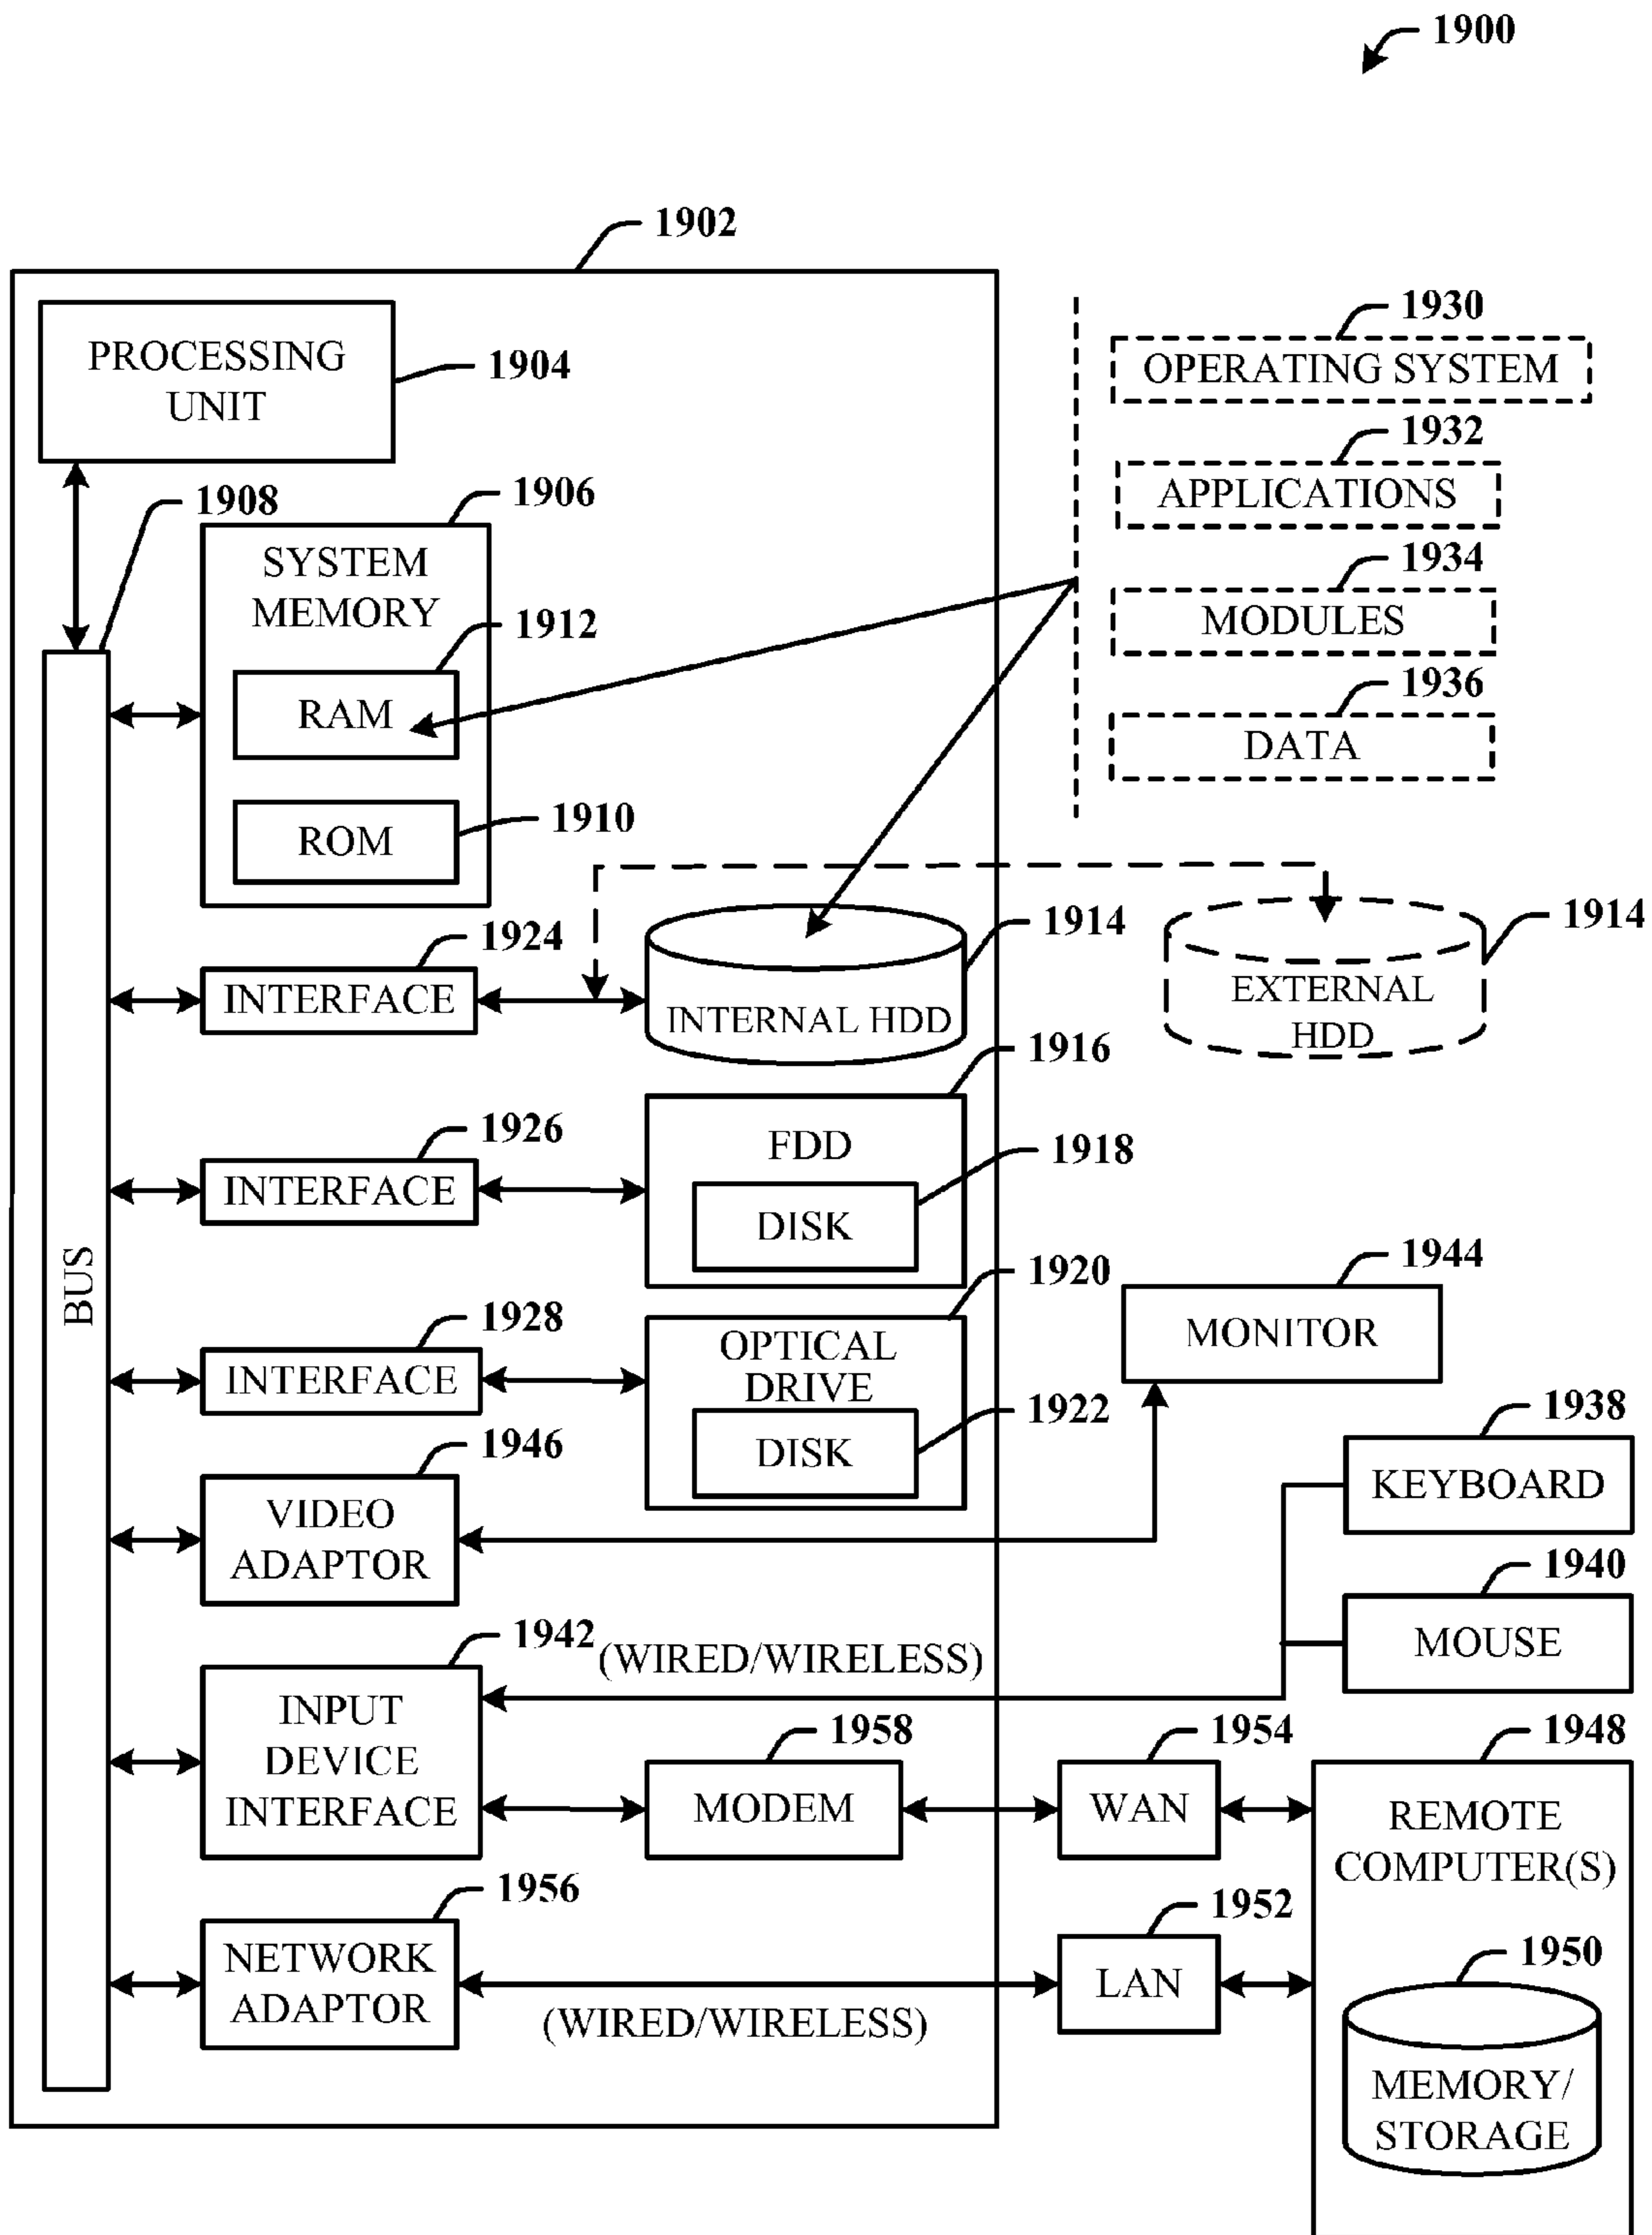 1900
1902
PROCESSING
UNIT
1904
1930
OPERATING SYSTEM
1932
APPLICATIONS
1934
MODULES
1936
DATA
1908
1906
SYSTEM
MEMORY
1912
RAM
1910
ROM
1924
INTERFACE
1914
INTERNAL HDD
1914
EXTERNAL
HDD
1926
INTERFACE
1916
FDD
1918
DISK
BUS
1928
INTERFACE
1920
OPTICAL
DRIVE
1922
DISK
1944
MONITOR
1946
VIDEO
ADAPTOR
1938
KEYBOARD
1940
MOUSE
1942
(WIRED/WIRELESS)
INPUT
DEVICE
INTERFACE
1958
MODEM
1954
WAN
1948
REMOTE
COMPUTER(S)
1956
NETWORK
ADAPTOR
(WIRED/WIRELESS)
1952
LAN
1950
MEMORY/
STORAGE